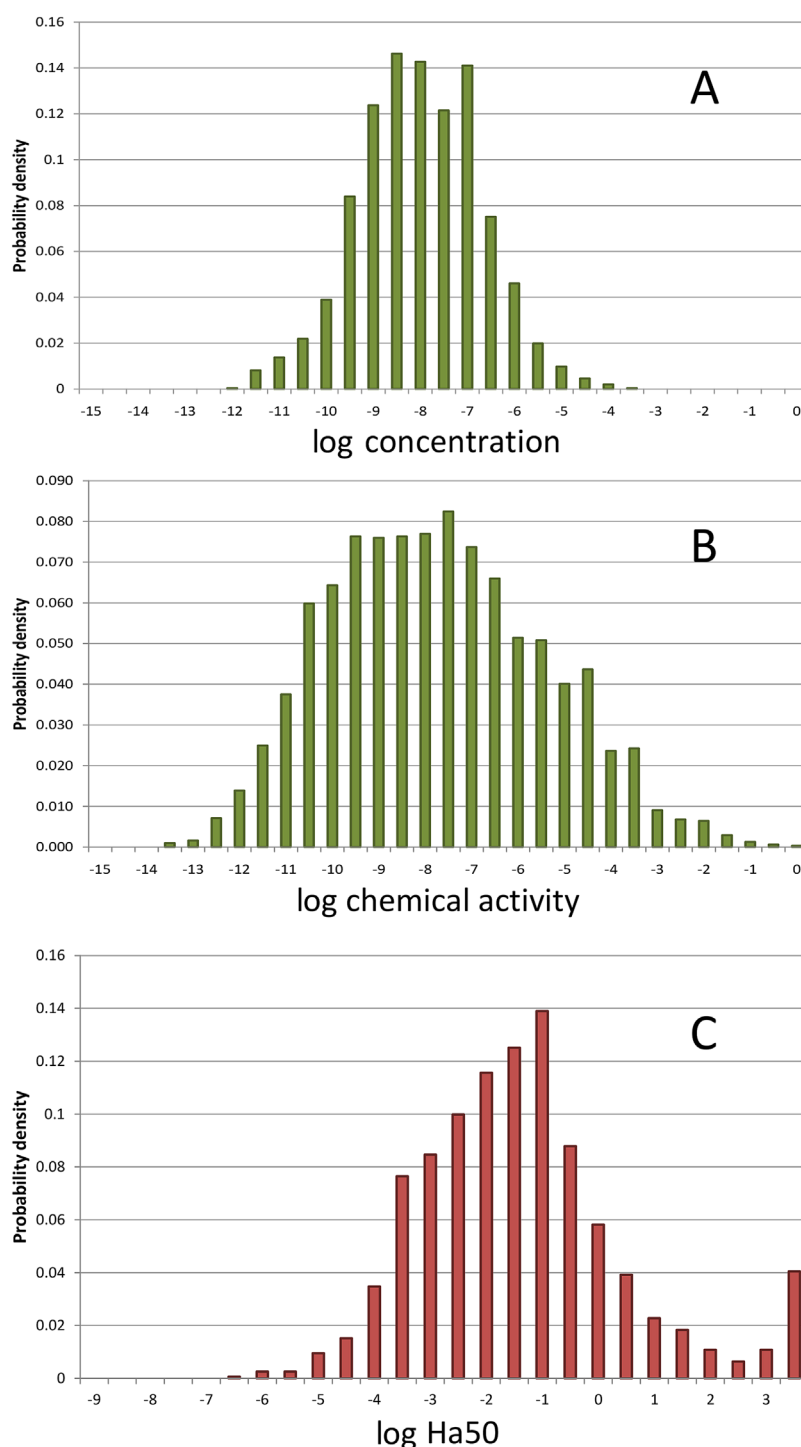 0.16
0.14
0.12
0.1
0.08
0.06
0.04
0.02
0
Probability density
A
-15 -14 -13 -12 -11 -10 -9 -8 -7 -6 -5 -4 -3 -2 -1 0
log concentration
0.090
0.080
0.070
0.060
0.050
0.040
0.030
0.020
0.010
0.000
Probability density
B
-15 -14 -13 -12 -11 -10 -9 -8 -7 -6 -5 -4 -3 -2 -1 0
log chemical activity
0.16
0.14
0.12
0.1
0.08
0.06
0.04
0.02
0
Probability density
C
-9 -8 -7 -6 -5 -4 -3 -2 -1 0 1 2 3
log Ha50